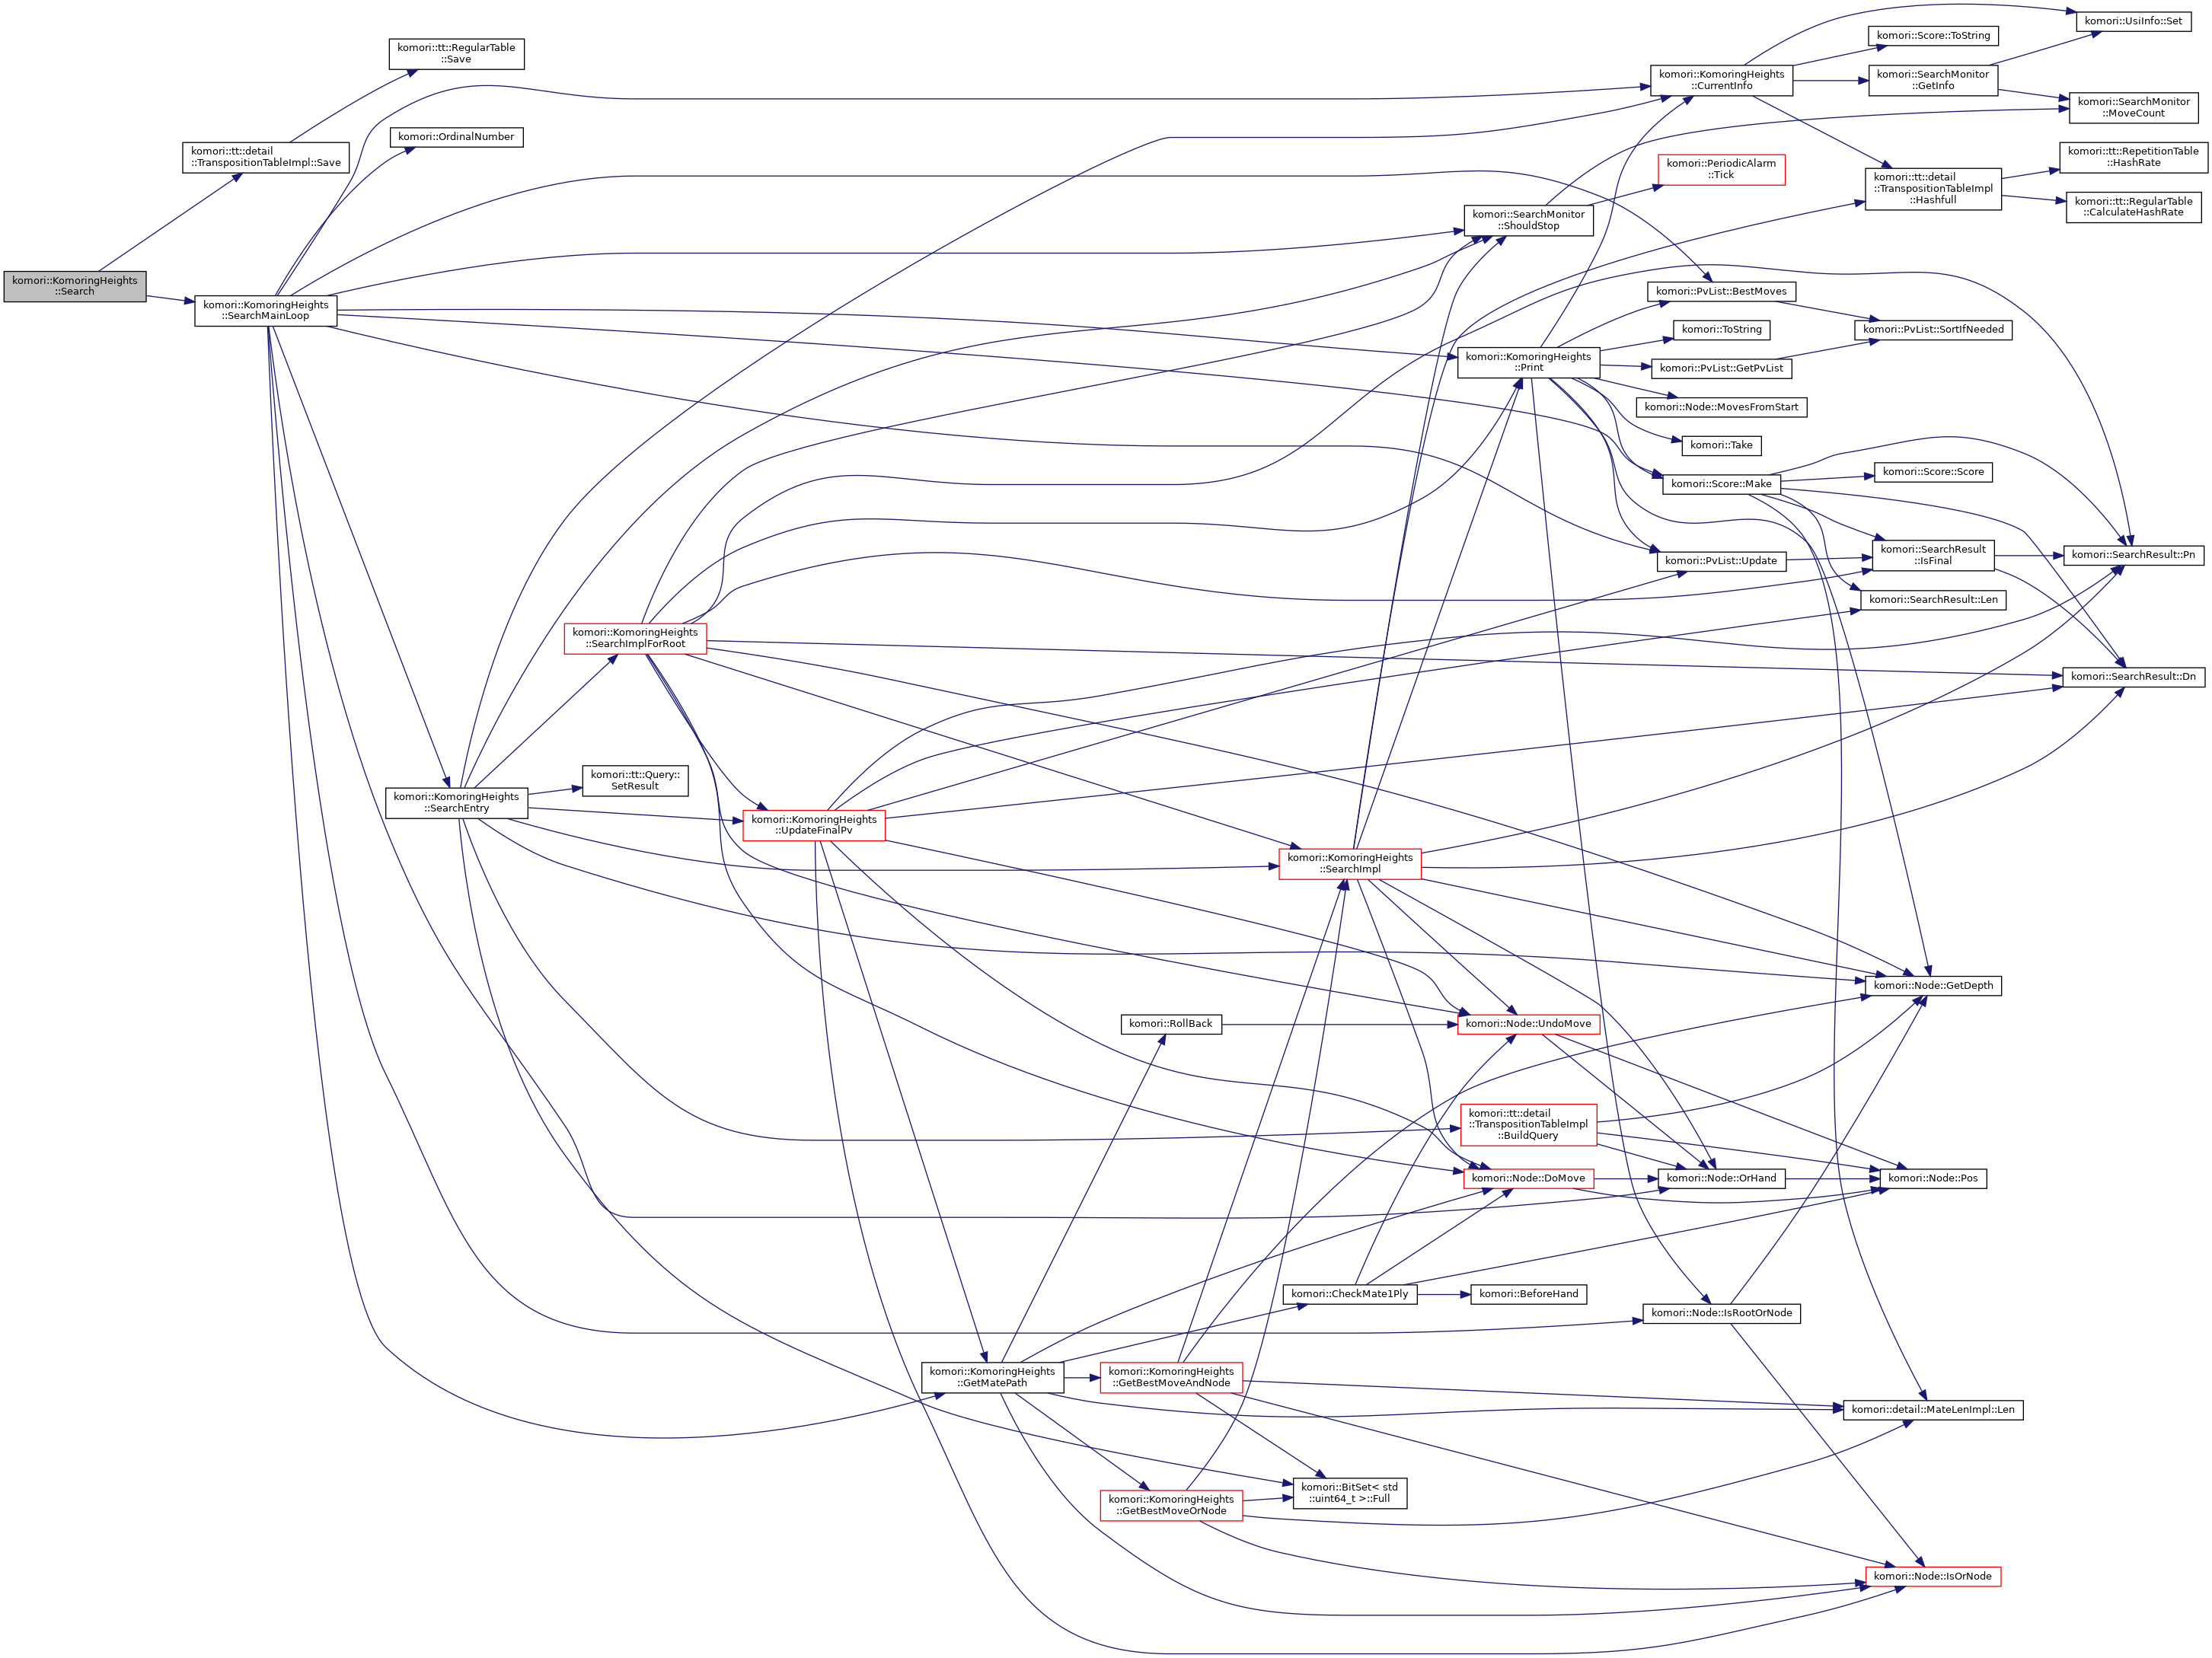 komori::KomoringHeights
::Search
komori::tt::detail
::TranspositionTableImpl::Save
komori::KomoringHeights
::SearchMainLoop
komori::tt::RegularTable
::Save
komori::OrdinalNumber
komori::KomoringHeights
::SearchEntry
komori::KomoringHeights
::SearchImplForRoot
komori::tt::Query::
SetResult
komori::KomoringHeights
::UpdateFinalPv
komori::KomoringHeights
::GetMatePath
komori::RollBack
komori::KomoringHeights
::GetBestMoveAndNode
komori::KomoringHeights
::GetBestMoveOrNode
komori::KomoringHeights
::SearchImpl
komori::CheckMate1Ply
komori::BitSet< std
::uint64_t >::Full
komori::SearchMonitor
::ShouldStop
komori::KomoringHeights
::Print
komori::Node::UndoMove
komori::tt::detail
::TranspositionTableImpl
::BuildQuery
komori::Node::DoMove
komori::BeforeHand
komori::KomoringHeights
::CurrentInfo
komori::PeriodicAlarm
::Tick
komori::PvList::BestMoves
komori::ToString
komori::PvList::GetPvList
komori::Node::MovesFromStart
komori::Take
komori::Score::Make
komori::PvList::Update
komori::Node::OrHand
komori::Node::IsRootOrNode
komori::Score::ToString
komori::SearchMonitor
::GetInfo
komori::tt::detail
::TranspositionTableImpl
::Hashfull
komori::PvList::SortIfNeeded
komori::Score::Score
komori::SearchResult
::IsFinal
komori::SearchResult::Len
komori::Node::GetDepth
komori::Node::Pos
komori::detail::MateLenImpl::Len
komori::Node::IsOrNode
komori::UsiInfo::Set
komori::SearchMonitor
::MoveCount
komori::tt::RepetitionTable
::HashRate
komori::tt::RegularTable
::CalculateHashRate
komori::SearchResult::Pn
komori::SearchResult::Dn